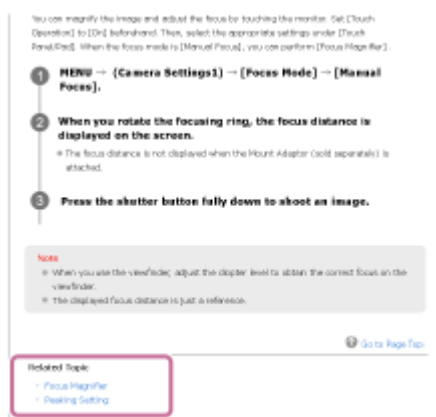 You can magnify the image and adjust the focus by touching the monitor. Set [Touch
Operation] to [On] beforehand. Then, select the appropriate settings under [Touch
Panel/Pad]. When the focus mode is [Manual Focus], you can perform [Focus Magnifier].
1 MENU → (Camera Settings1) → [Focus Mode] → [Manual
Focus].
2 When you rotate the focusing ring, the focus distance is
displayed on the screen.
The focus distance is not displayed when the Mount Adaptor (sold separately) is
attached.
3 Press the shutter button fully down to shoot an image.
Note
When you use the viewfinder, adjust the diopter level to obtain the correct focus on the
viewfinder.
The displayed focus distance is just a reference.
Go to Page Top
Related Topic
Focus Magnifier
Peaking Setting